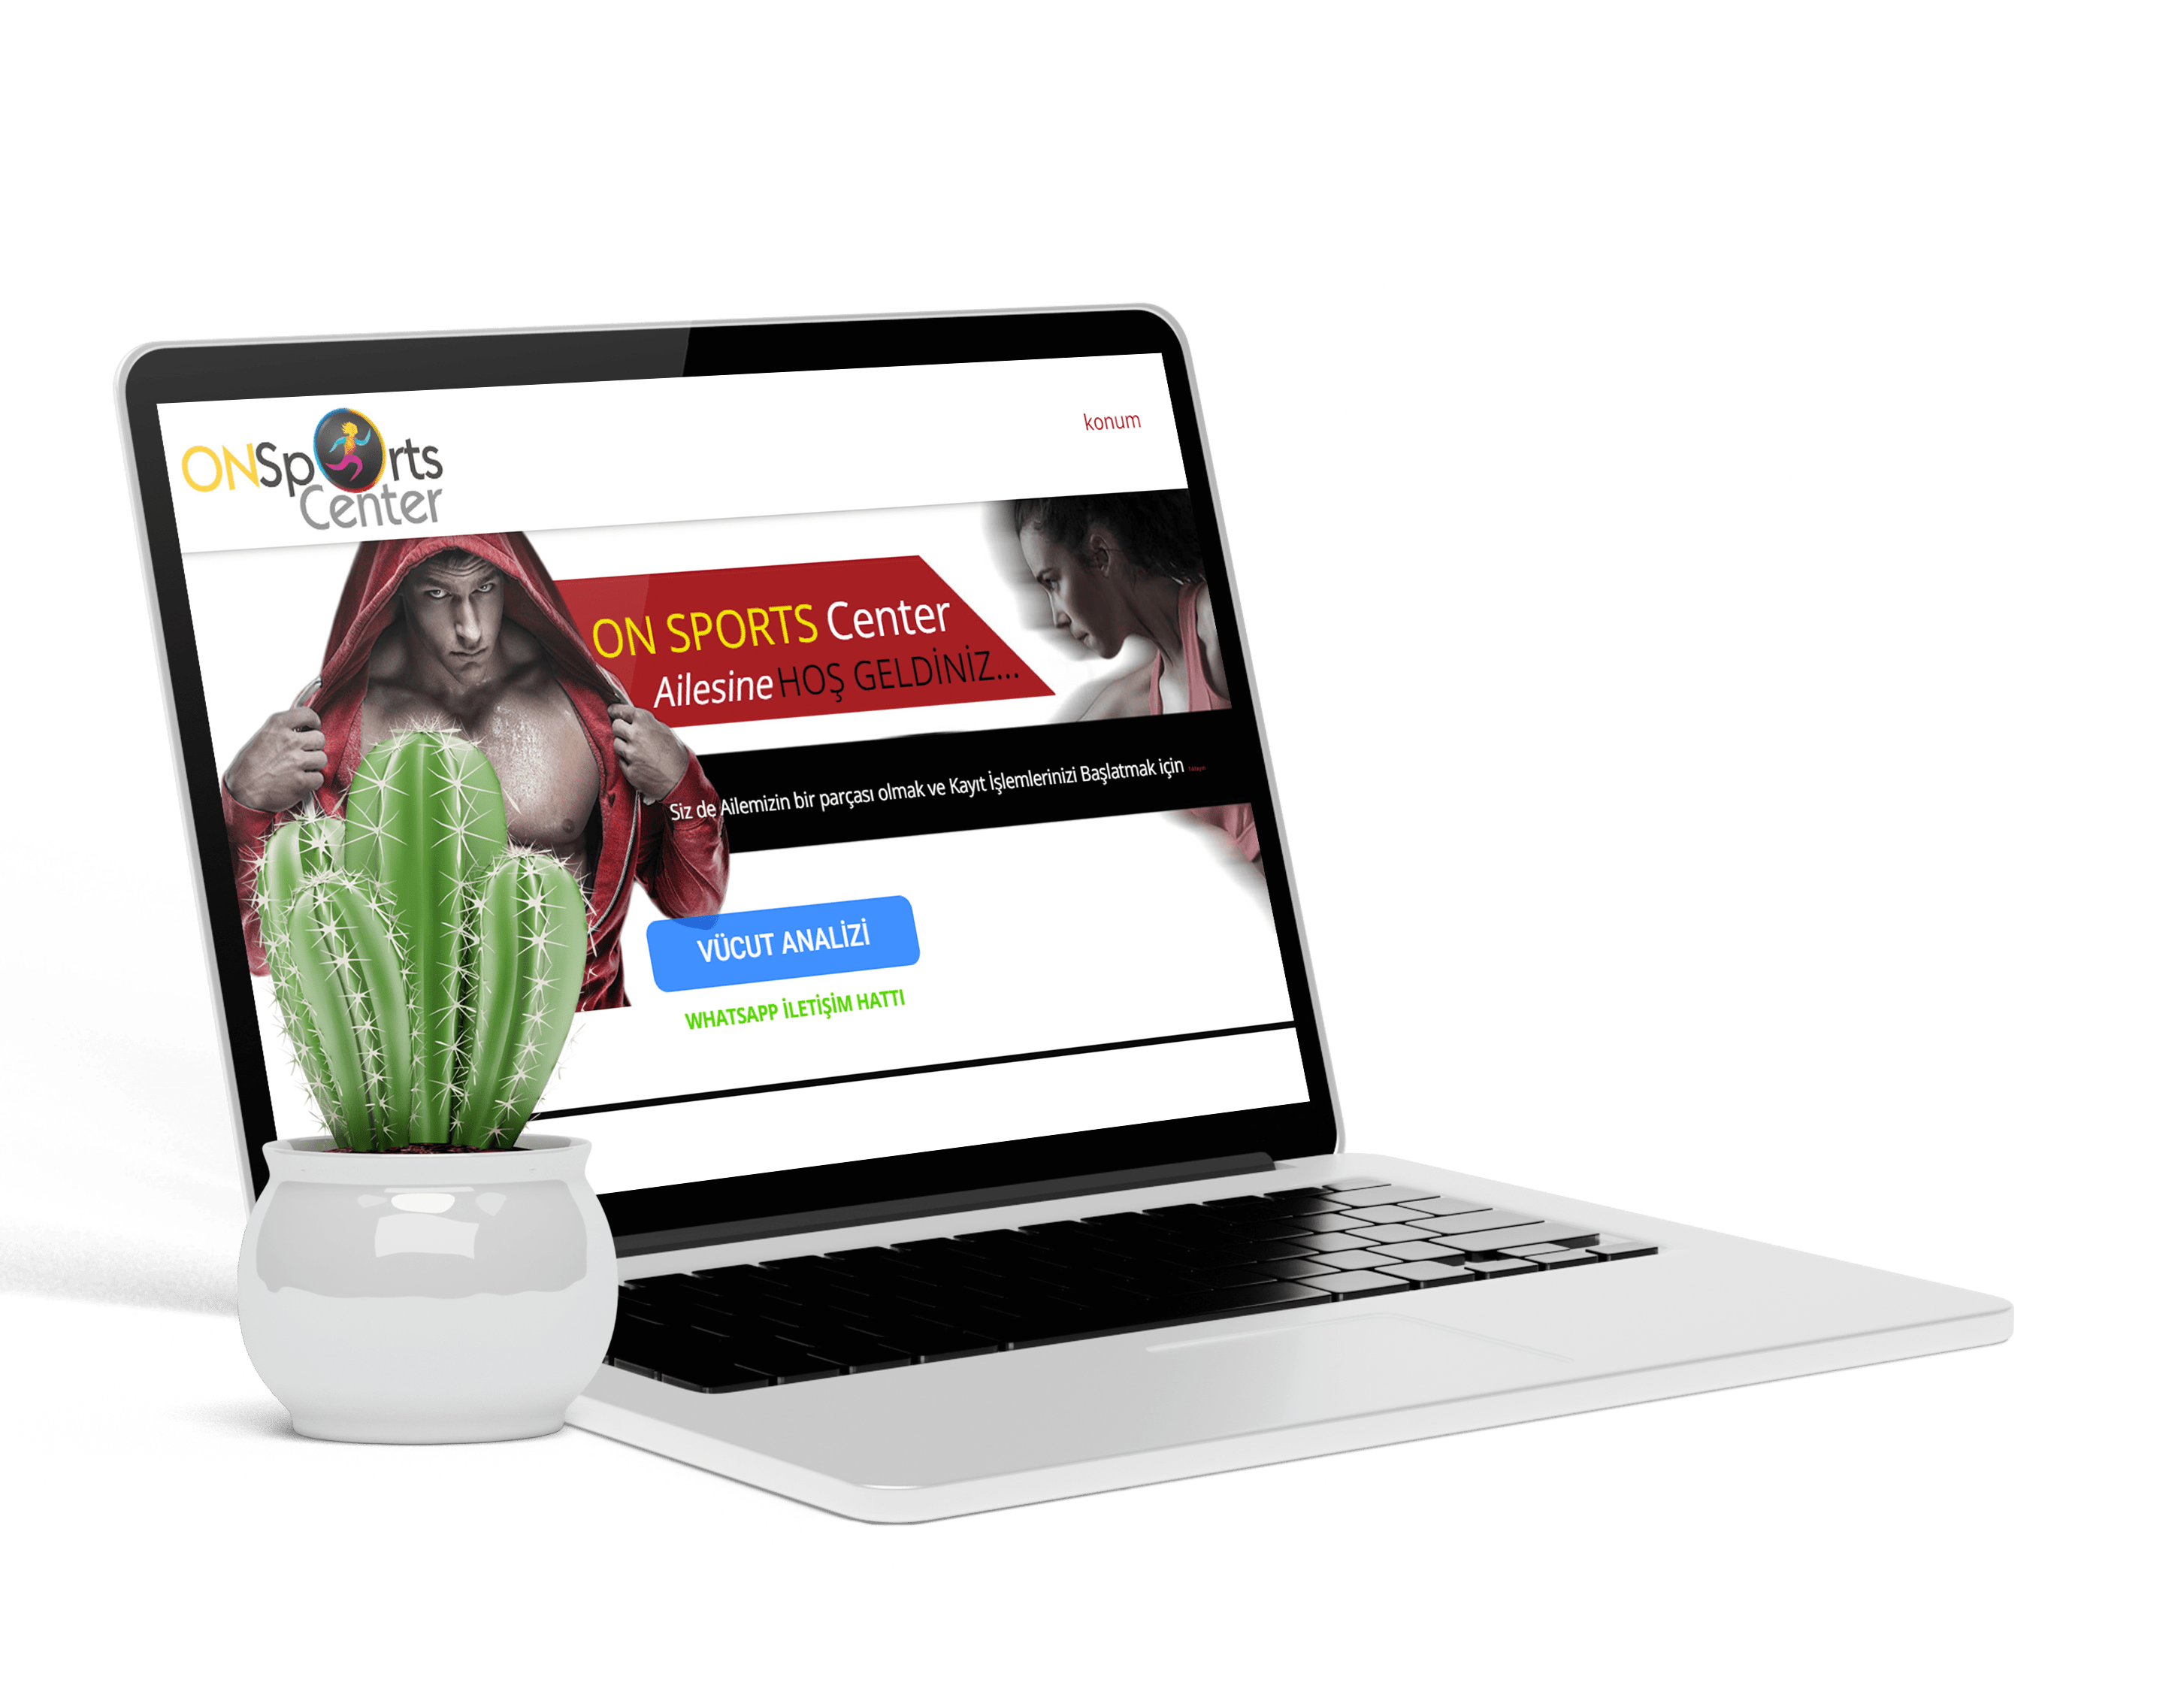 ONSports
Center
konum
ON SPORTS Center
Ailesine HOŞ GELDİNİZ...
Siz de Ailemizin bir parçası olmak ve Kayıt İşlemlerinizi Başlatmak için
VÜCUT ANALİZİ
WHATSAPP İLETİŞİM HATTI